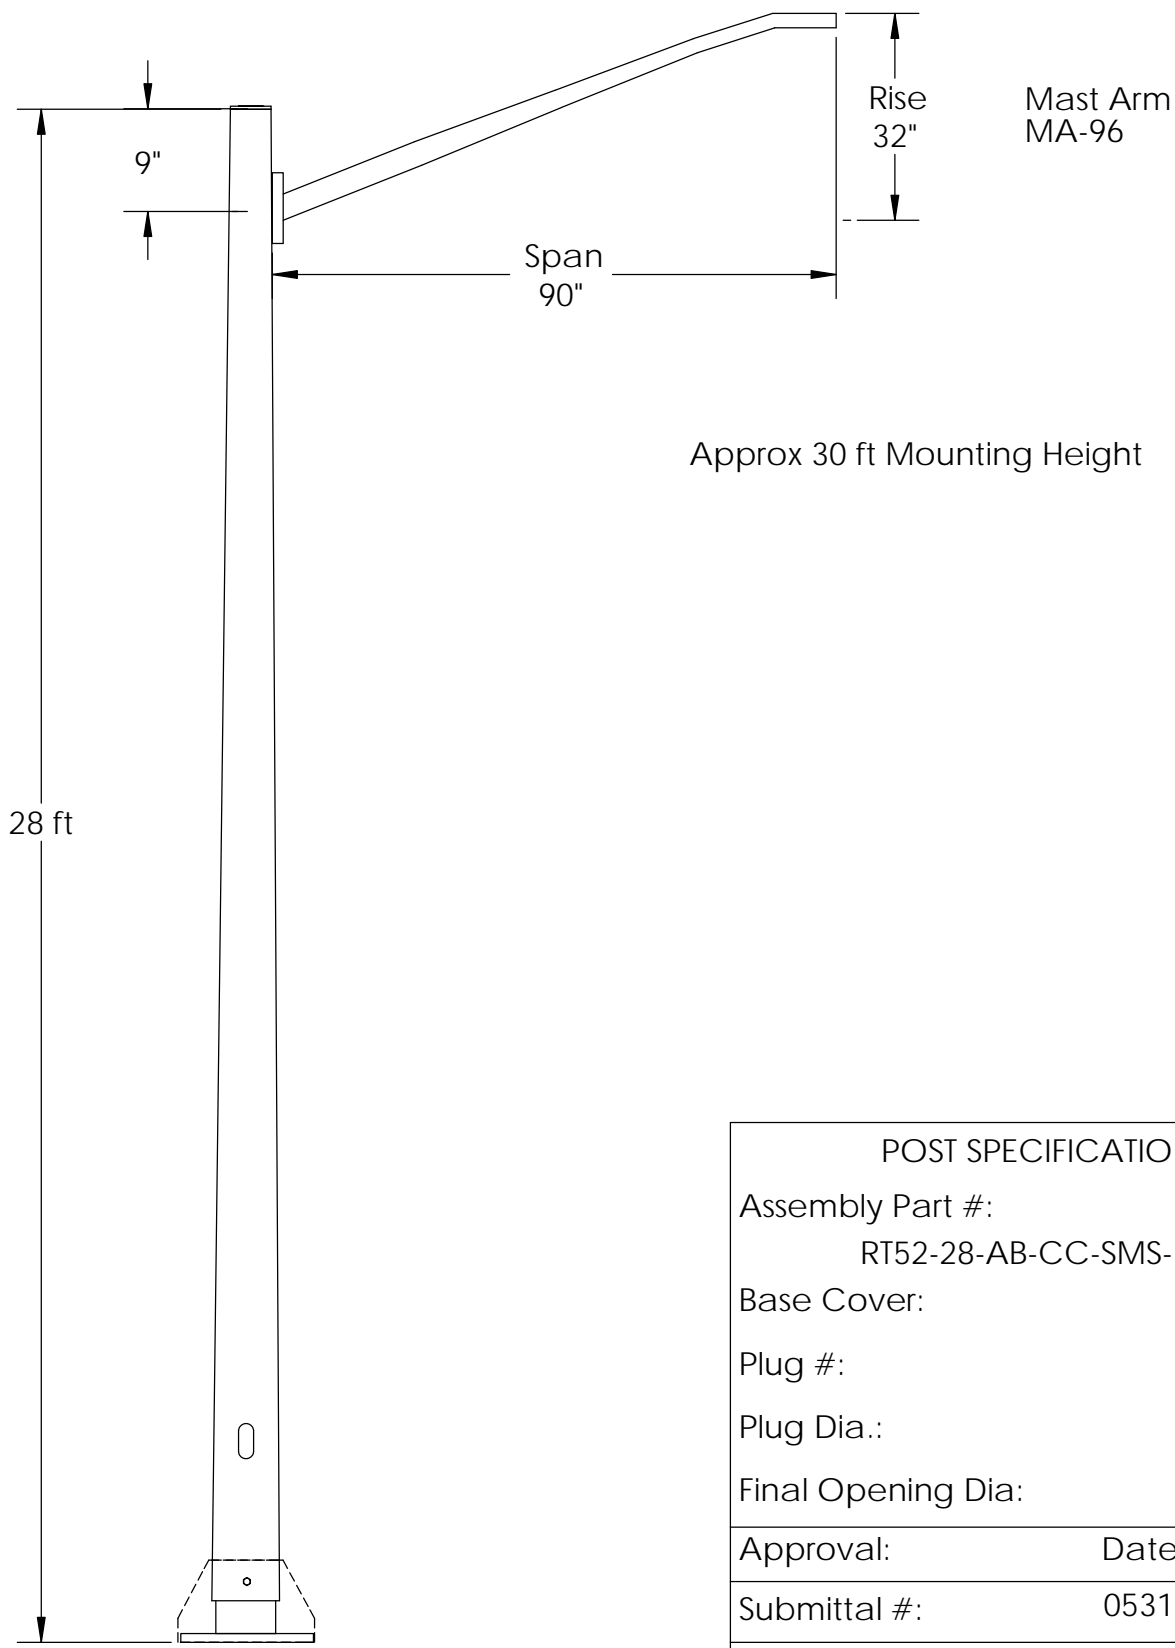 Rise
32"
Mast Arm
MA-96
9"
Span
90"
Approx 30 ft Mounting Height
28 ft
POST SPECIFICATIO
Assembly Part #:
RT52-28-AB-CC-SMS-
Base Cover:
Plug #:
Plug Dia.:
Final Opening Dia:
Approval: Date
Submittal #: 0531